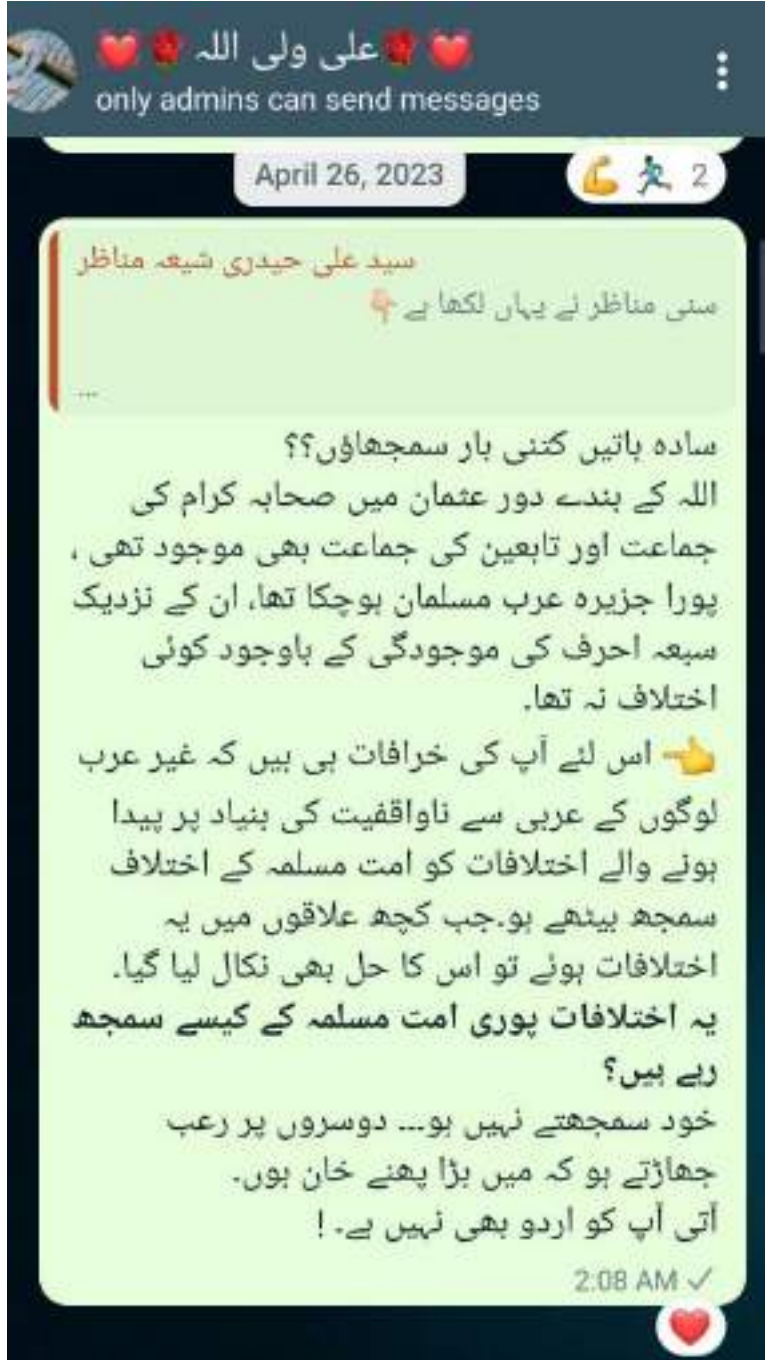 💓🌹علی ولی اللہ 🌹💓
only admins can send messages
April 26, 2023
💪 🏃 2
سید علی حیدری شیعہ مناظر
سنی مناظر نے یہاں لکھا ہے👇
...
سادہ باتیں کتنی بار سمجھاؤں؟؟
اللہ کے بندے دور عثمان میں صحابہ کرام کی
جماعت اور تابعین کی جماعت بھی موجود تھی ،
پورا جزیرہ عرب مسلمان ہوچکا تھا، ان کے نزدیک
سبعہ احرف کی موجودگی کے باوجود کوئی
اختلاف نہ تھا۔
👈 اس لئے آپ کی خرافات ہی ہیں کہ غیر عرب
لوگوں کے عربی سے ناواقفیت کی بنیاد پر پیدا
ہونے والے اختلافات کو امت مسلمہ کے اختلاف
سمجھ بیٹھے ہو.جب کچھ علاقوں میں یہ
اختلافات ہوئے تو اس کا حل بھی نکال لیا گیا۔
یہ اختلافات پوری امت مسلمہ کے کیسے سمجھ
رہے ہیں؟
خود سمجھتے نہیں ہو۔۔۔ دوسروں پر رعب
جھاڑتے ہو کہ میں بڑا پھنے خان ہوں۔
آتی آپ کو اردو بھی نہیں ہے۔ !
2:08 AM ✓
❤️